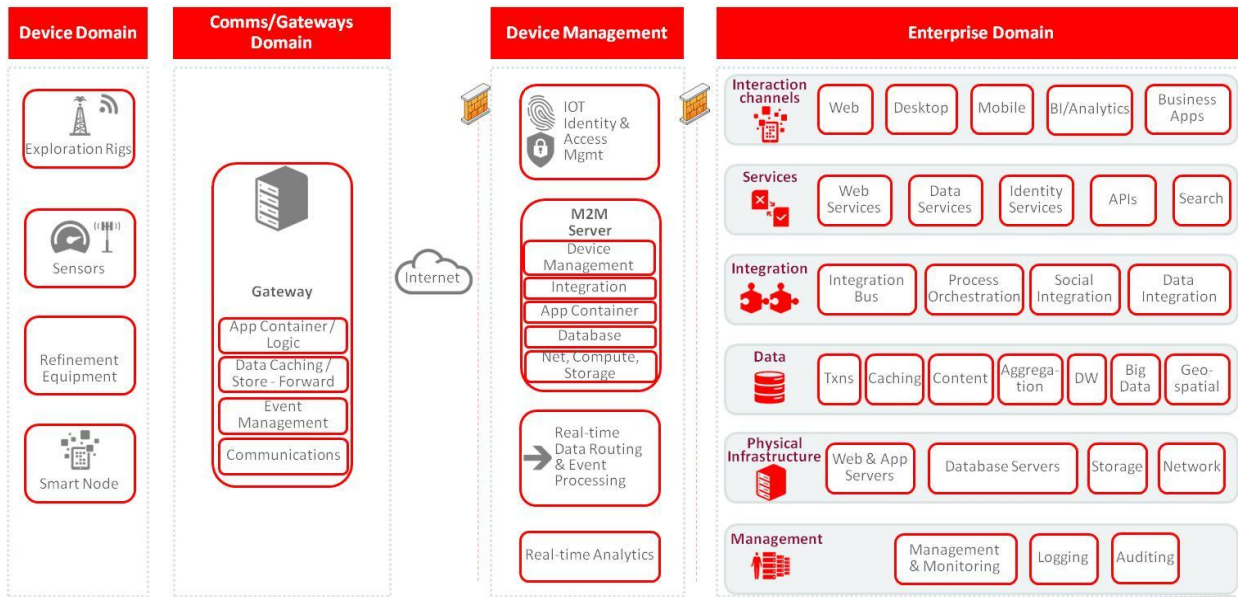 Device Domain
Comms/Gateways
Domain
Device Management
Enterprise Domain
Exploration Rigs
Sensors
Refinement
Equipment
Smart Node
Gateway
App Container /
Logic
Data Caching /
Store - Forward
Event
Management
Communications
Internet
IOT
Identity &
Access
Mgmt
M2M
Server
Device
Management
Integration
App Container
Database
Net, Compute,
Storage
Real-time
Data Routing
& Event
Processing
Real-time Analytics
Interaction
channels
Web
Desktop
Mobile
BI/Analytics
Business
Apps
Services
Web
Services
Data
Services
Identity
Services
APIs
Search
Integration
Integration
Bus
Process
Orchestration
Social
Integration
Data
Integration
Data
Txns
Caching
Content
Aggrega-
tion
DW
Big
Data
Geo-
spatial
Physical
Infrastructure
Web & App
Servers
Database Servers
Storage
Network
Management
Management
& Monitoring
Logging
Auditing